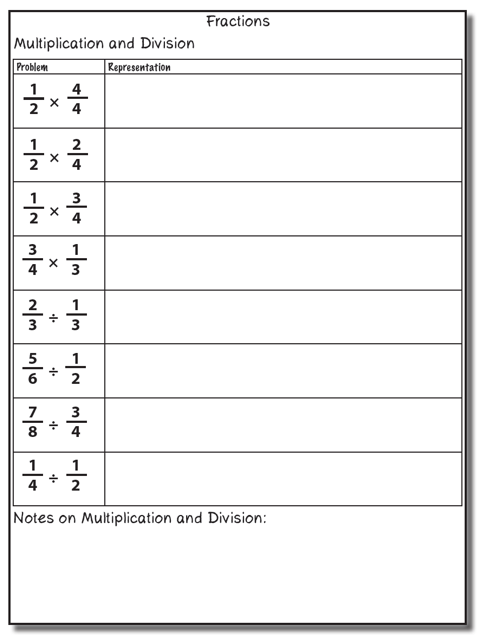 Fractions
Multiplication and Division
Problem Representation
1/2 × 4/4
1/2 × 2/4
1/2 × 3/4
3/4 × 1/3
2/3 ÷ 1/3
5/6 ÷ 1/2
7/8 ÷ 3/4
1/4 ÷ 1/2
Notes on Multiplication and Division: